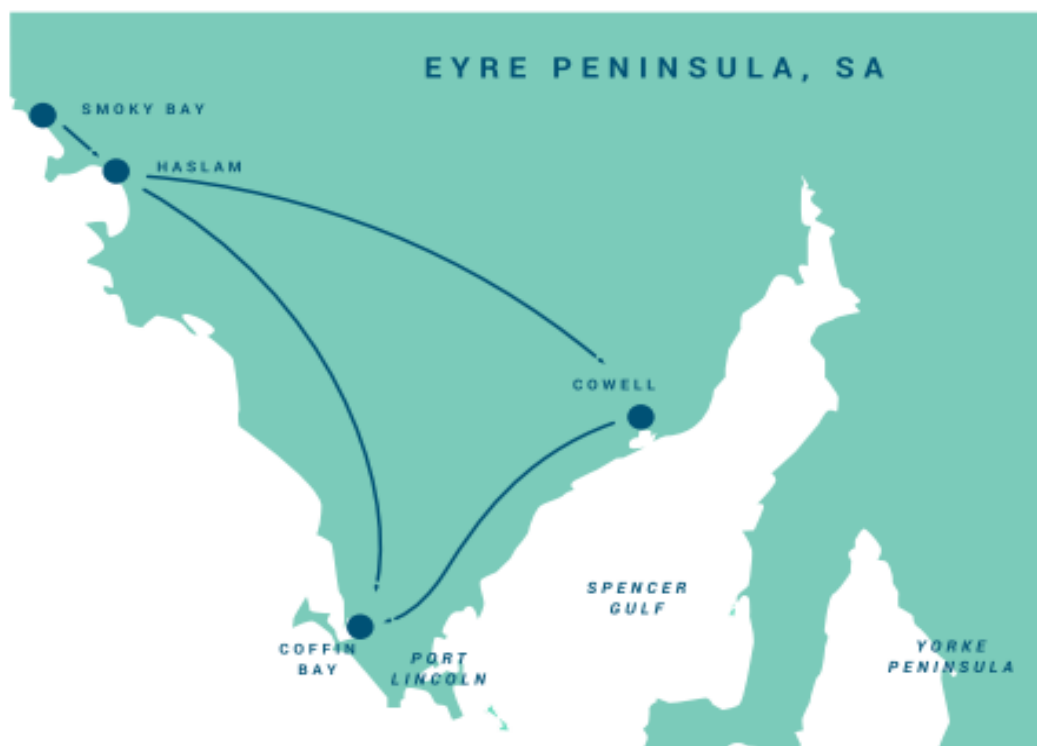 EYRE PENINSULA, SA
SMOKY BAY
HASLAM
COWELL
SPENCER
GULF
COFFIN
BAY
PORT
LINCOLN
YORKE
PENINSULA